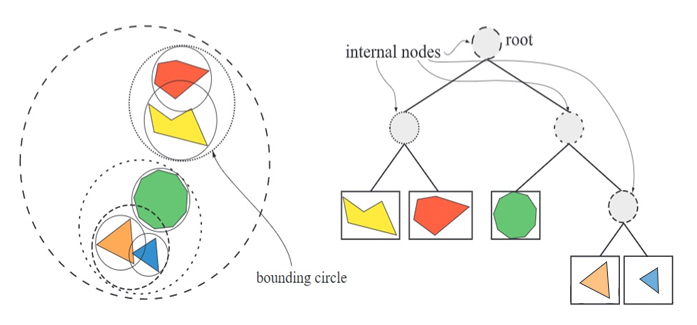 root
internal nodes
bounding circle